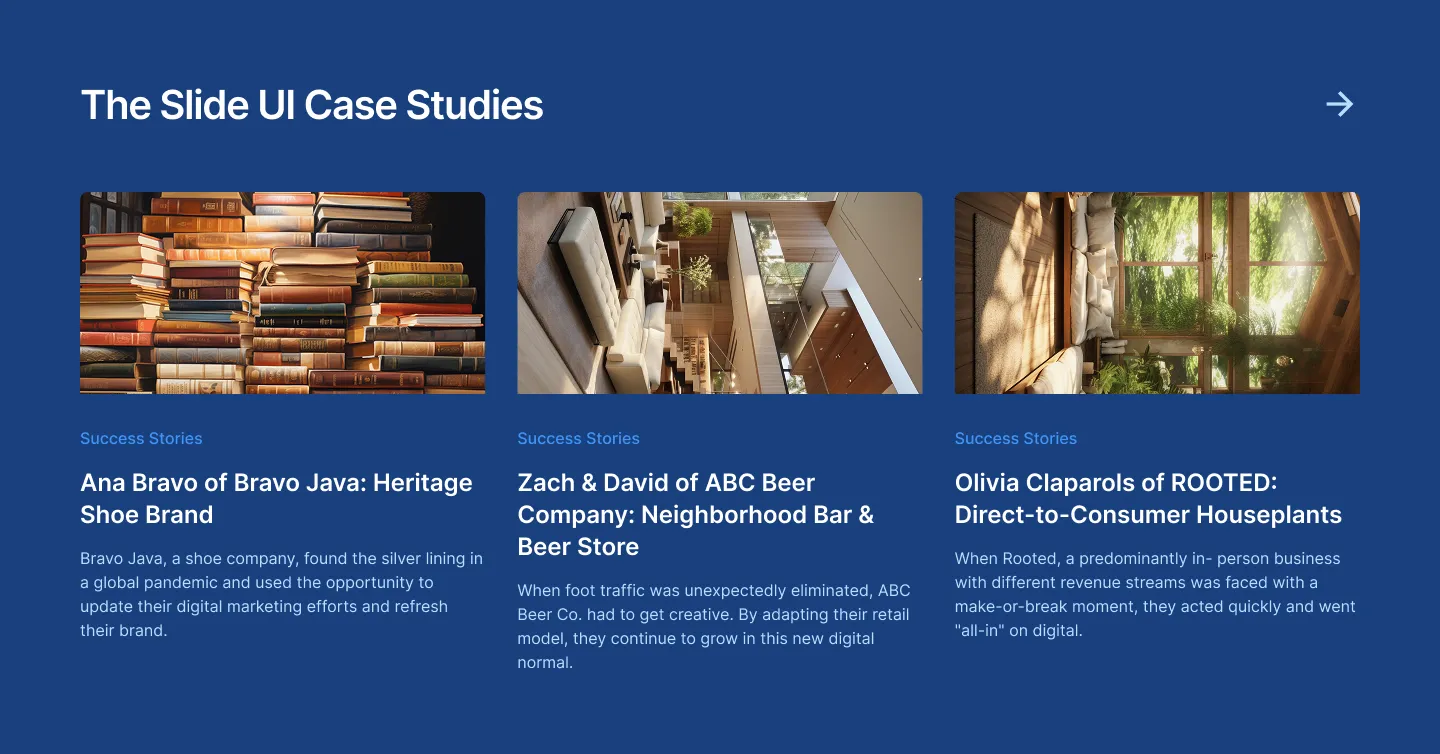 The Slide UI Case Studies
Success Stories
Ana Bravo of Bravo Java: Heritage
Shoe Brand
Bravo Java, a shoe company, found the silver lining in
a global pandemic and used the opportunity to
update their digital marketing efforts and refresh
their brand.
Success Stories
Zach & David of ABC Beer
Company: Neighborhood Bar &
Beer Store
When foot traffic was unexpectedly eliminated, ABC
Beer Co. had to get creative. By adapting their retail
model, they continue to grow in this new digital
normal.
Success Stories
Olivia Claparols of ROOTED:
Direct-to-Consumer Houseplants
When Rooted, a predominantly in- person business
with different revenue streams was faced with a
make-or-break moment, they acted quickly and went
"all-in" on digital.